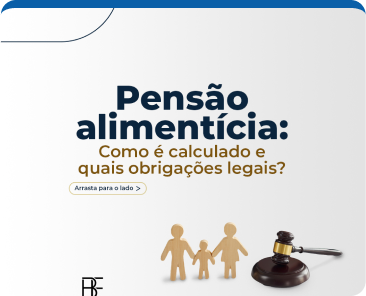 Pensão
alimentícia:
Como é calculado e
quais obrigações legais?
Arrasta para o lado >